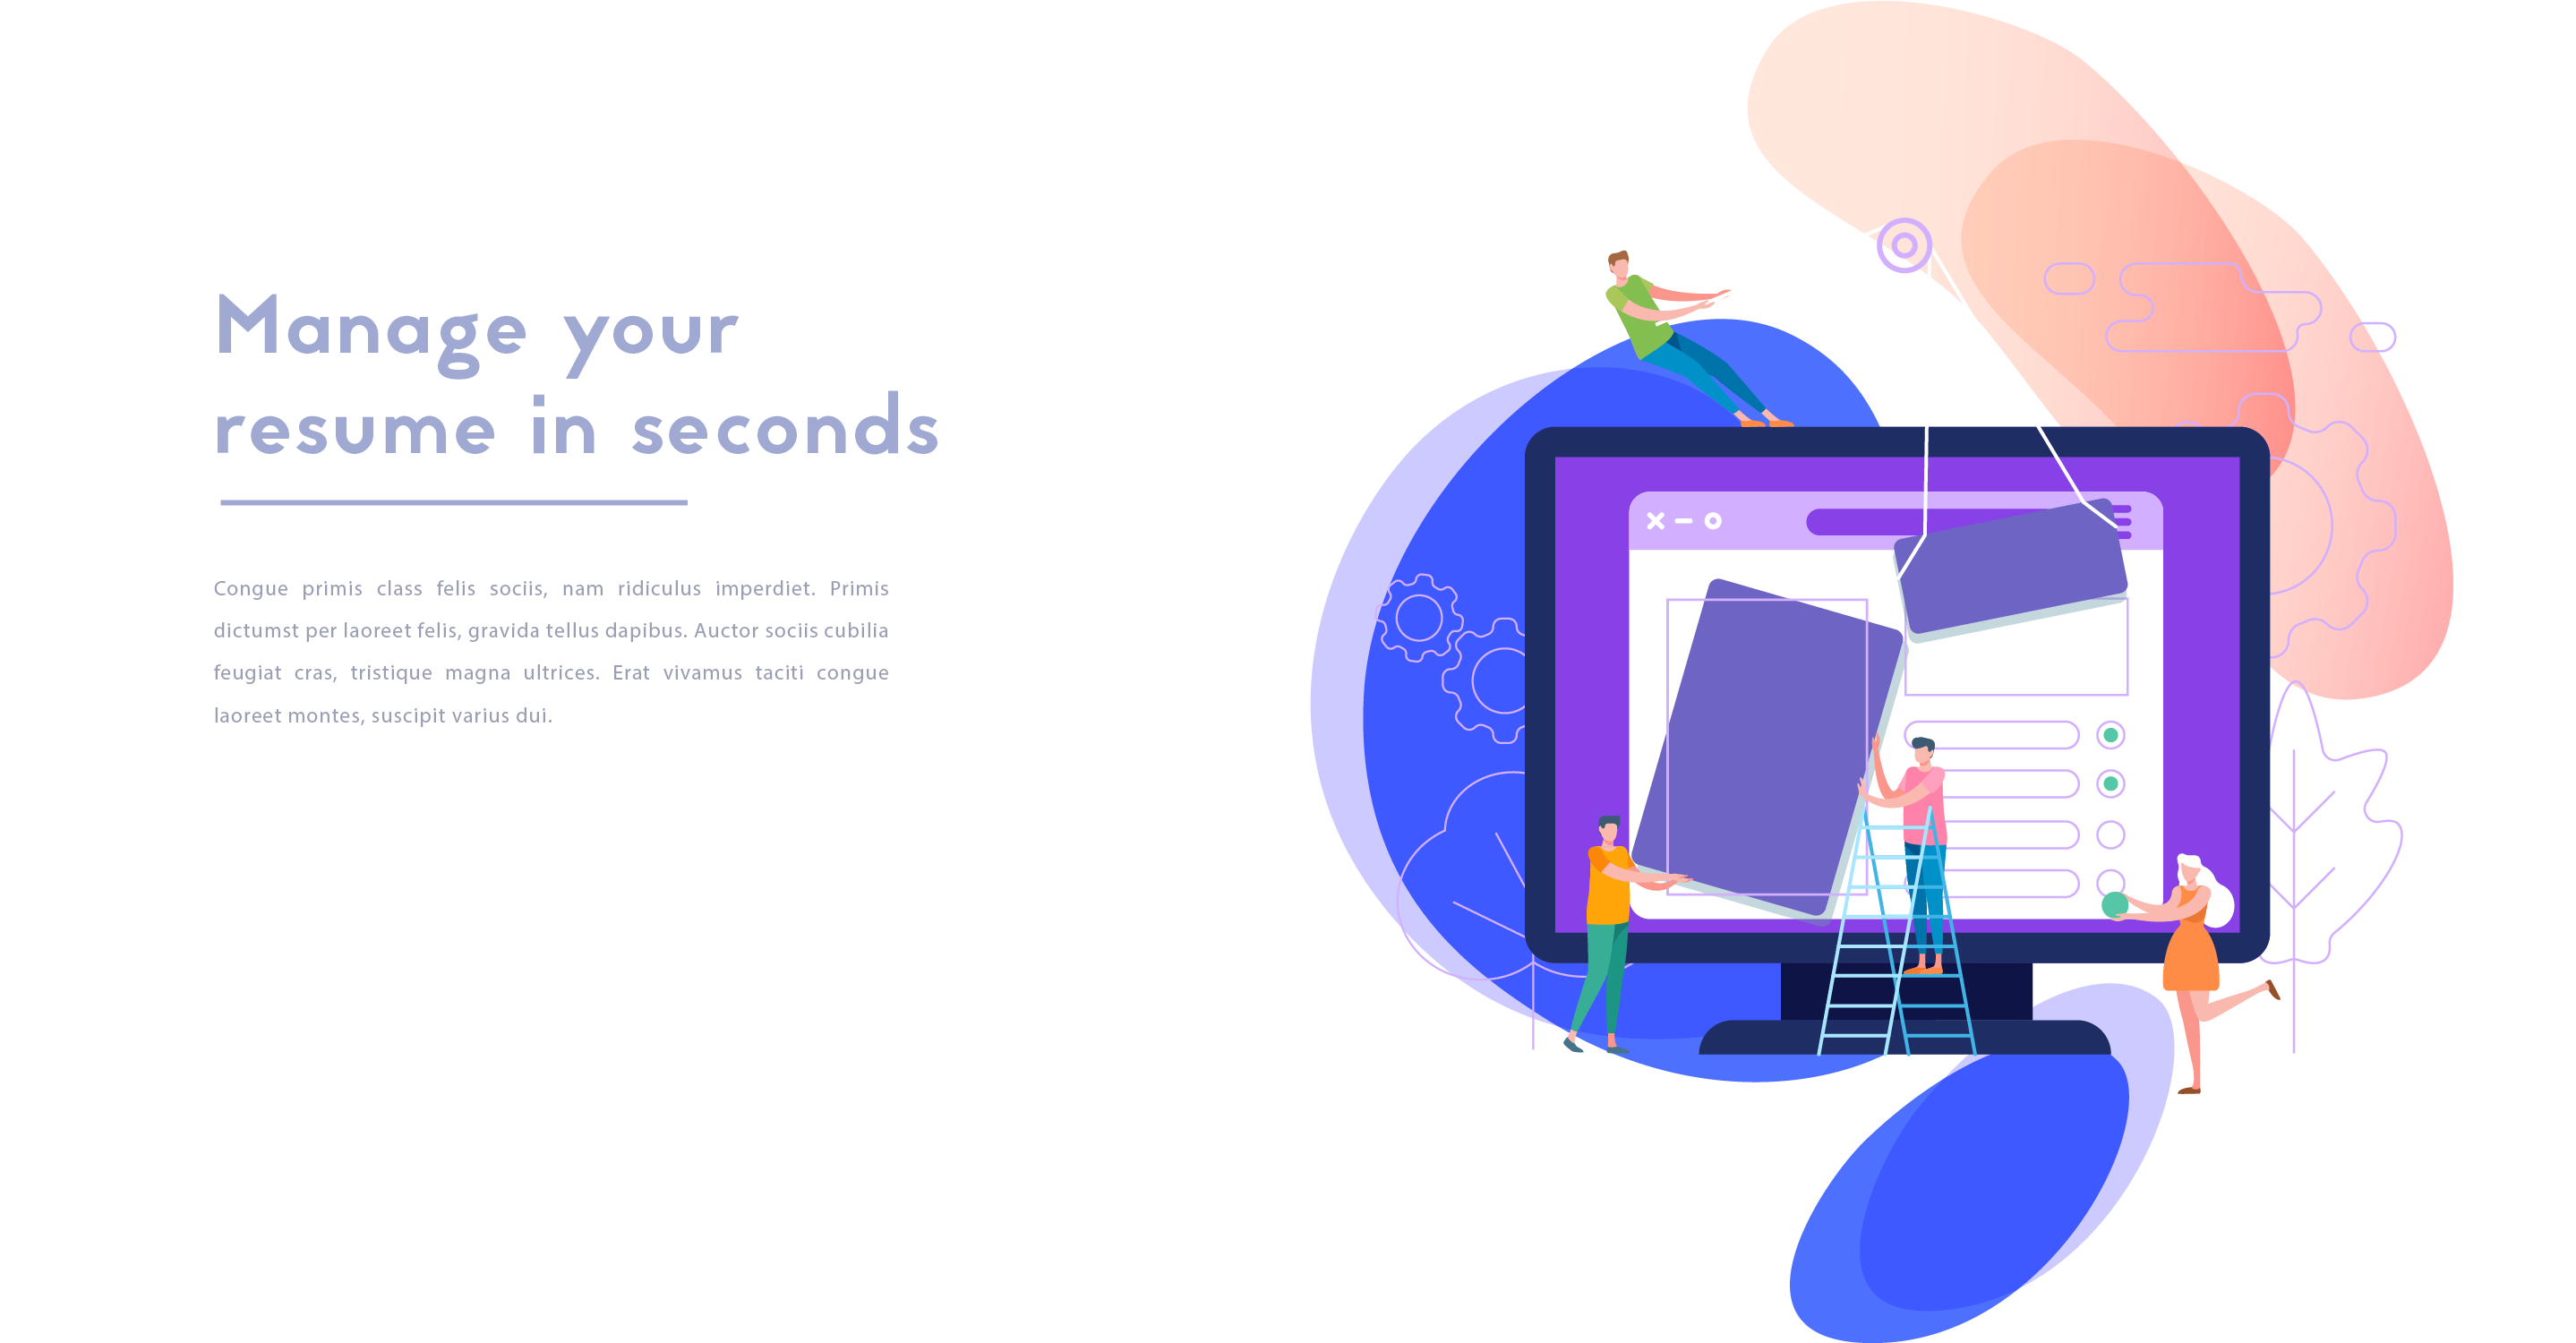 Manage your
resume in seconds
Congue primis class felis sociis, nam ridiculus imperdiet. Primis
dictumst per laoreet felis, gravida tellus dapibus. Auctor sociis cubilia
feugiat cras, tristique magna ultrices. Erat vivamus taciti congue
laoreet montes, suscipit varius dui.